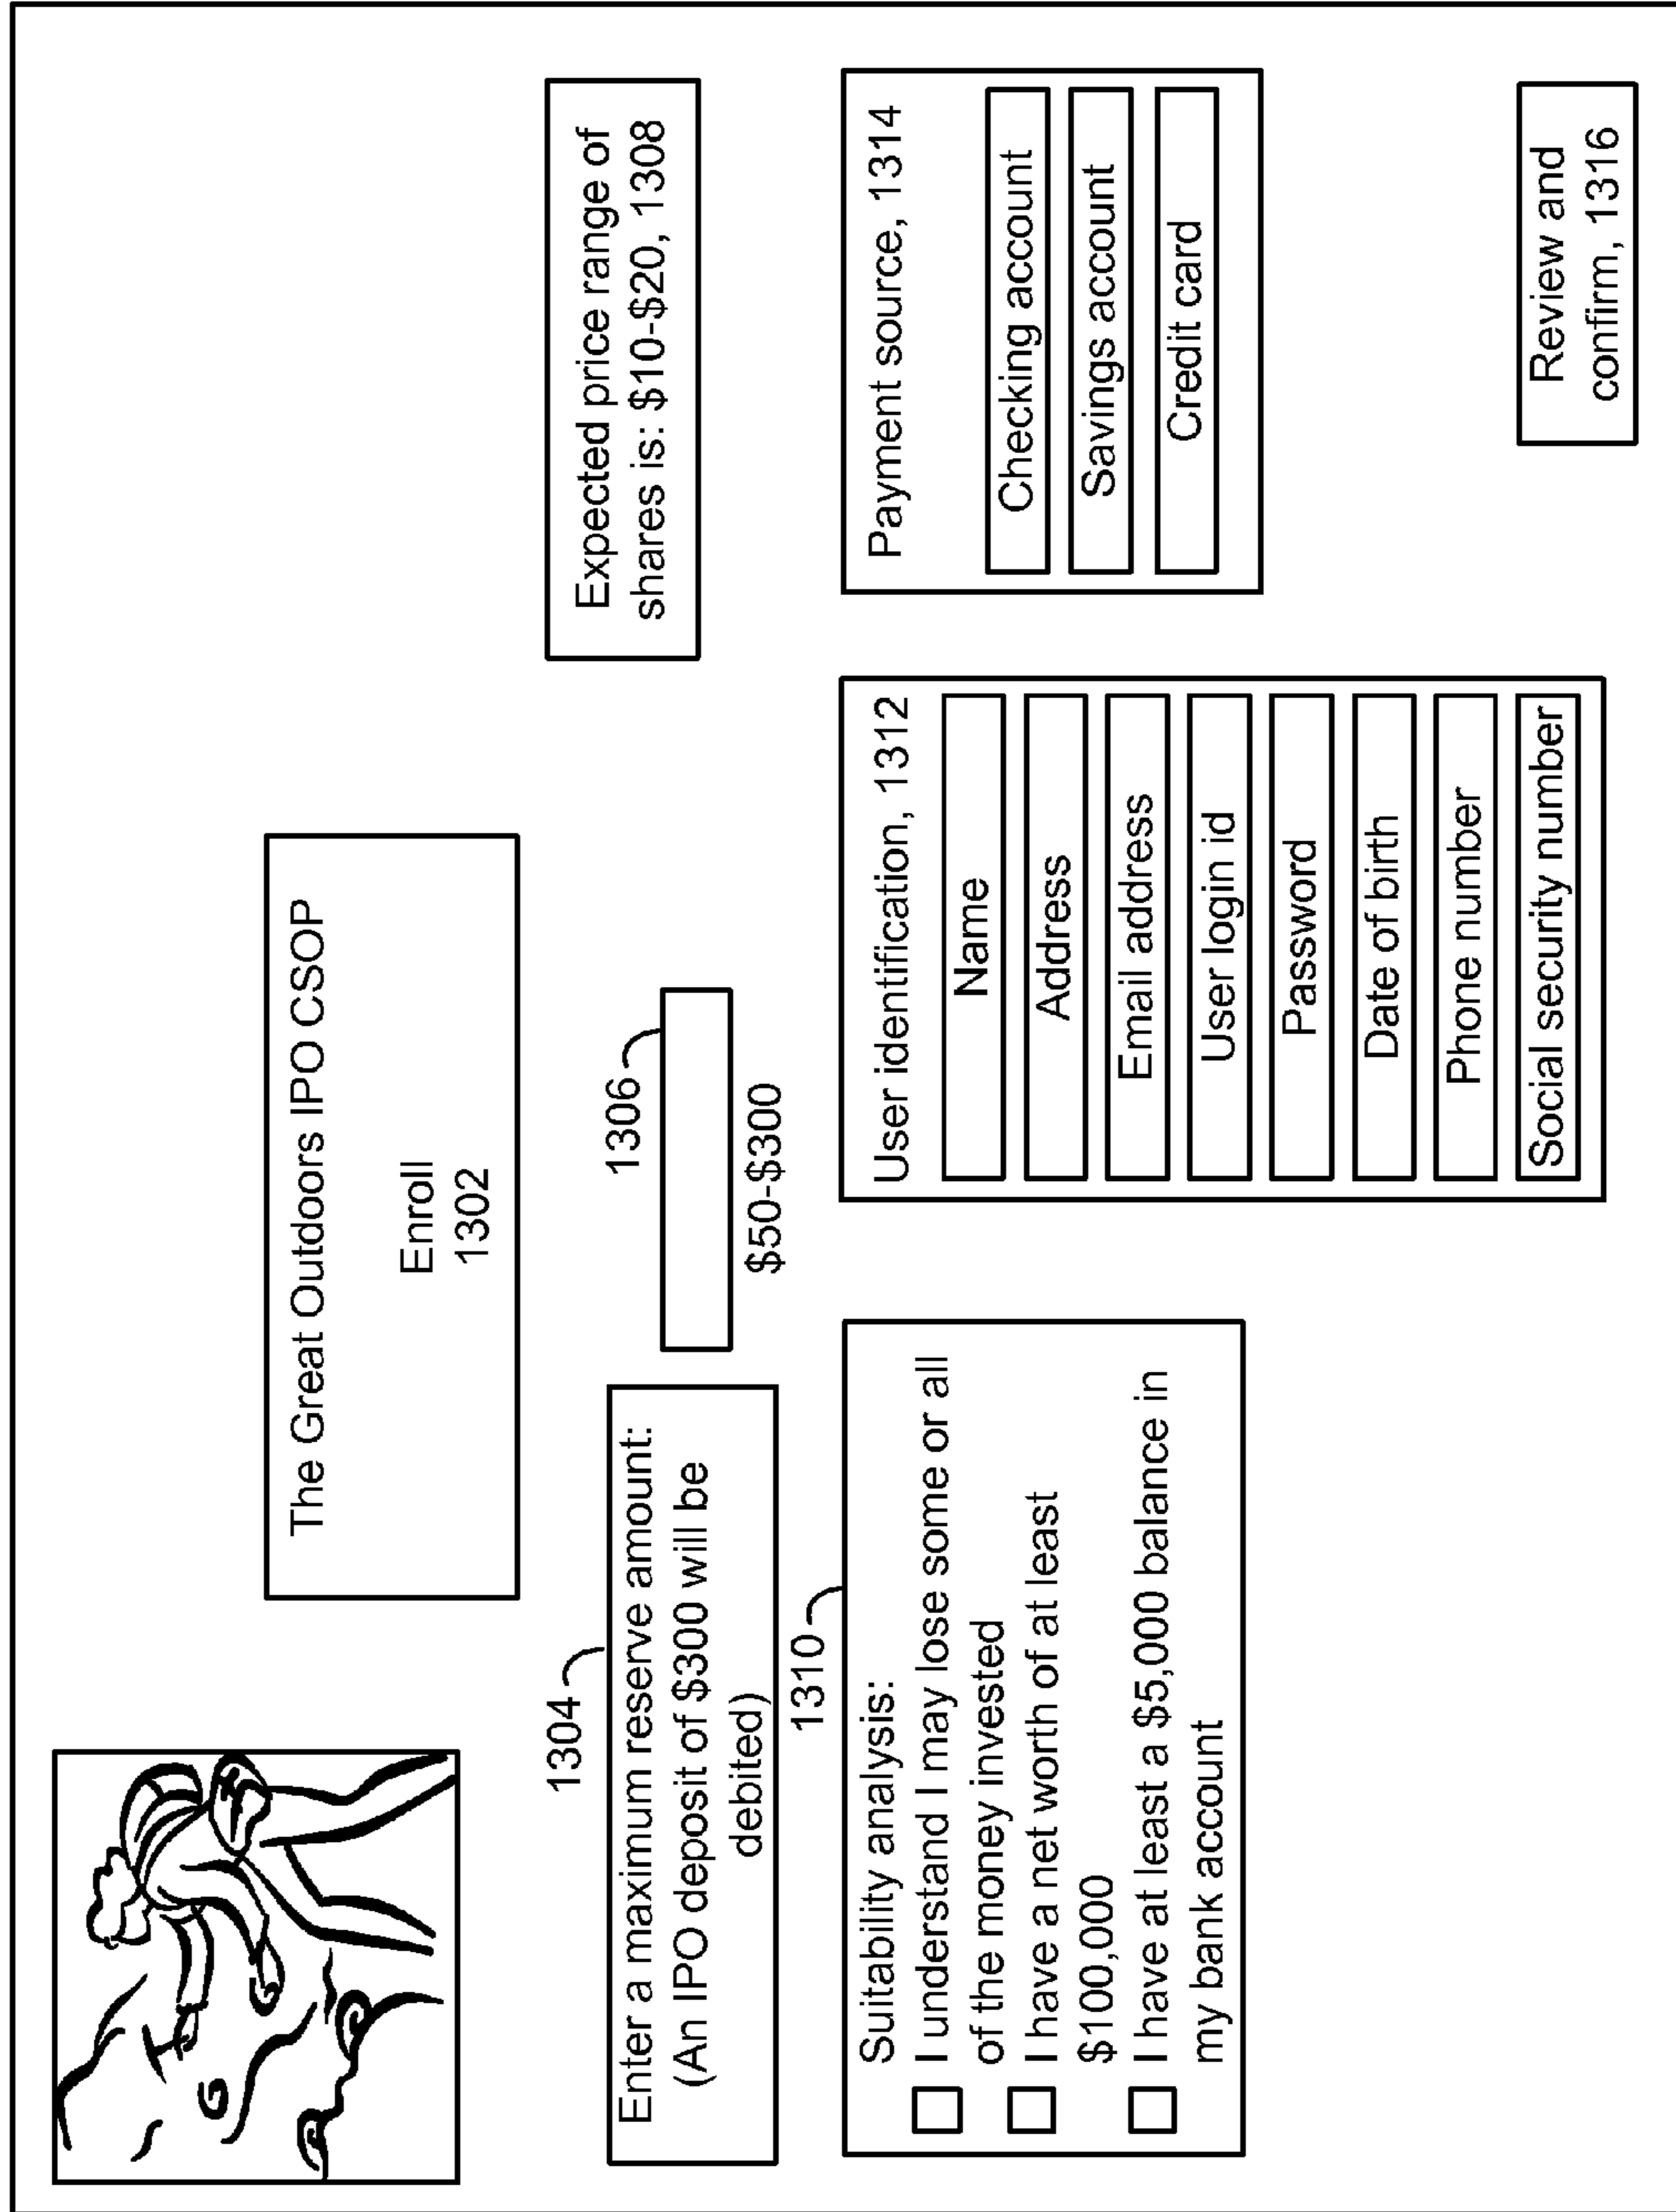 The Great Outdoors IPO CSOP
Enroll
1302
1304
Enter a maximum reserve amount:
(An IPO deposit of $300 will be
debited)
1306
$50-$300
Expected price range of
shares is: $10-$20, 1308
1310
Suitability analysis:
I understand I may lose some or all
of the money invested
I have a net worth of at least
$100,000
I have at least a $5,000 balance in
my bank account
User identification, 1312
Name
Address
Email address
User login id
Password
Date of birth
Phone number
Social security number
Payment source, 1314
Checking account
Savings account
Credit card
Review and
confirm, 1316